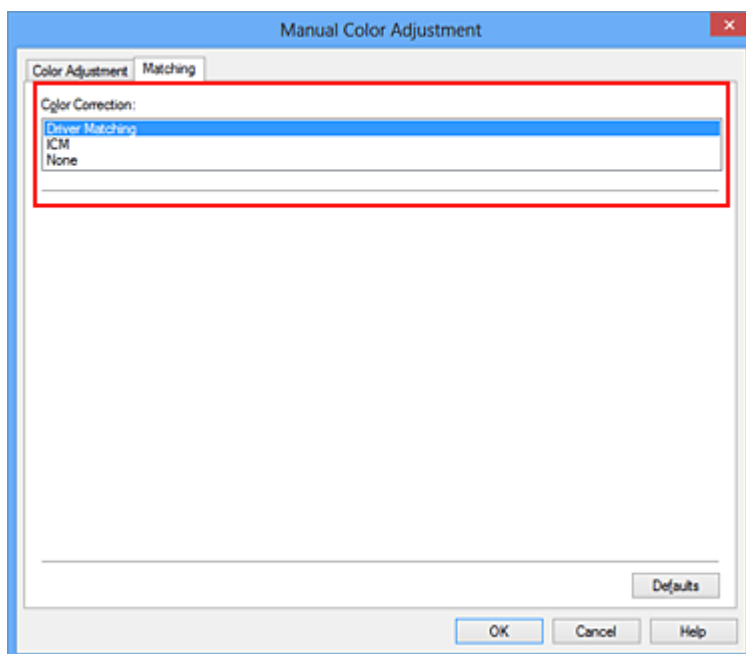 Manual Color Adjustment
Color Adjustment Matching
Color Correction:
Driver Matching
ICM
None
Defaults
OK Cancel Help